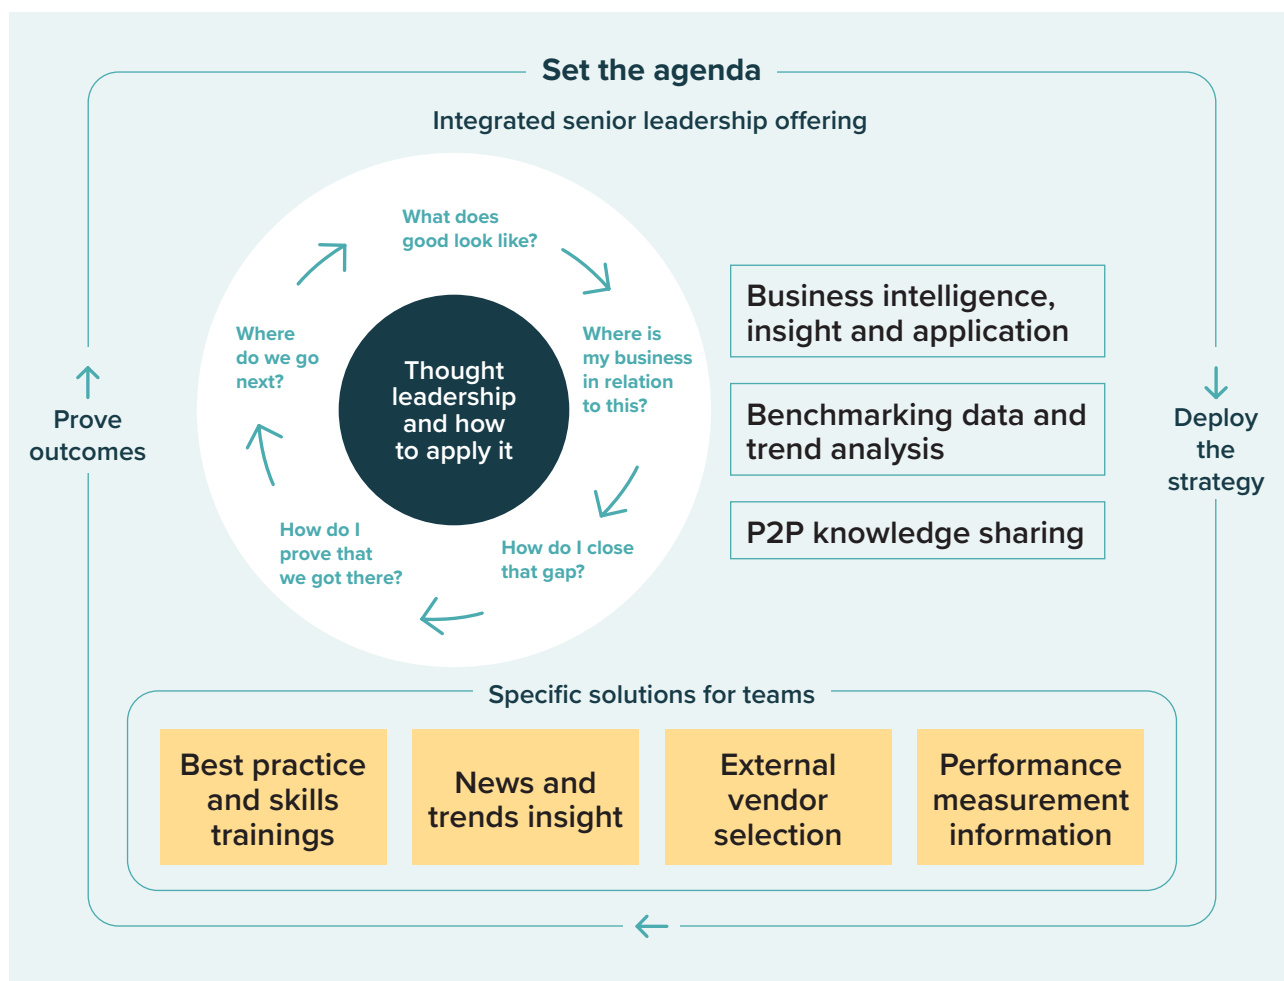 Set the agenda
Integrated senior leadership offering
What does
good look like?
Where is
my business
in relation
to this?
How do I close
that gap?
How do I
prove that
we got there?
Where
do we go
next?
Thought
leadership
and how
to apply it
Business intelligence,
insight and application
Benchmarking data and
trend analysis
P2P knowledge sharing
Deploy
the
strategy
Prove
outcomes
Specific solutions for teams
Best practice
and skills
trainings
News and
trends insight
External
vendor
selection
Performance
measurement
information